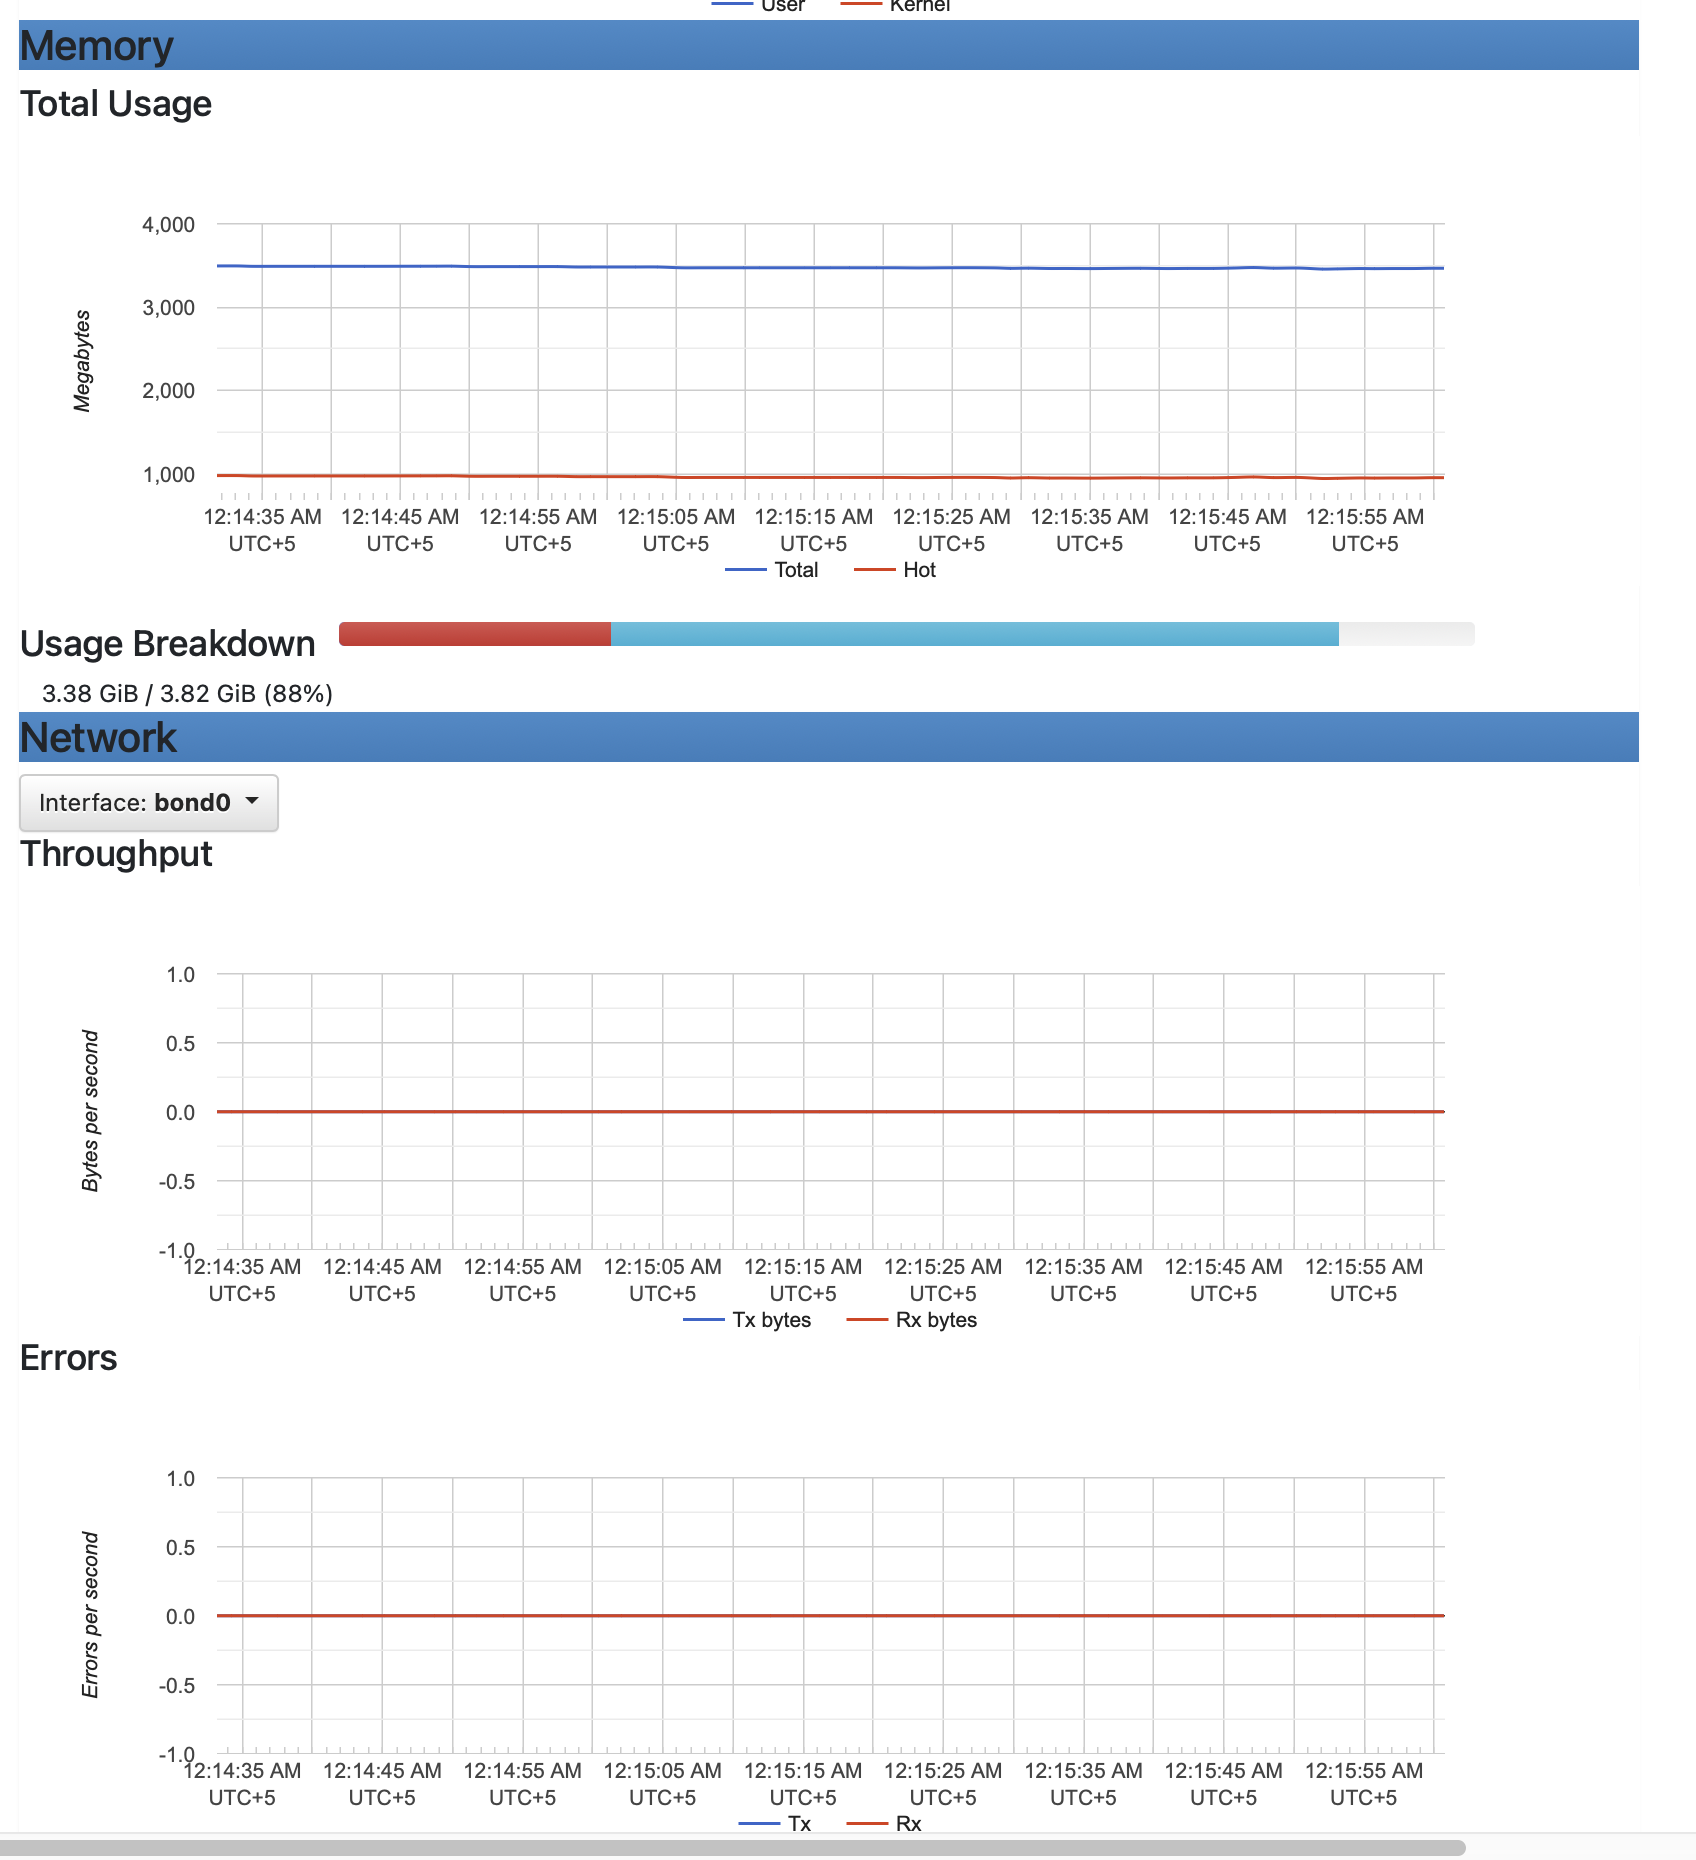 User Kernel
Memory
Total Usage
4,000
3,000
2,000
1,000
Megabytes
12:14:35 AM 12:14:45 AM 12:14:55 AM 12:15:05 AM 12:15:15 AM 12:15:25 AM 12:15:35 AM 12:15:45 AM 12:15:55 AM
UTC+5 UTC+5 UTC+5 UTC+5 UTC+5 UTC+5 UTC+5 UTC+5 UTC+5
Total Hot
Usage Breakdown
3.38 GiB / 3.82 GiB (88%)
Network
Interface: bond0
Throughput
1.0
0.5
0.0
-0.5
-1.0
Bytes per second
12:14:35 AM 12:14:45 AM 12:14:55 AM 12:15:05 AM 12:15:15 AM 12:15:25 AM 12:15:35 AM 12:15:45 AM 12:15:55 AM
UTC+5 UTC+5 UTC+5 UTC+5 UTC+5 UTC+5 UTC+5 UTC+5 UTC+5
Tx bytes Rx bytes
Errors
1.0
0.5
0.0
-0.5
-1.0
Errors per second
12:14:35 AM 12:14:45 AM 12:14:55 AM 12:15:05 AM 12:15:15 AM 12:15:25 AM 12:15:35 AM 12:15:45 AM 12:15:55 AM
UTC+5 UTC+5 UTC+5 UTC+5 UTC+5 UTC+5 UTC+5 UTC+5 UTC+5
Tx Rx